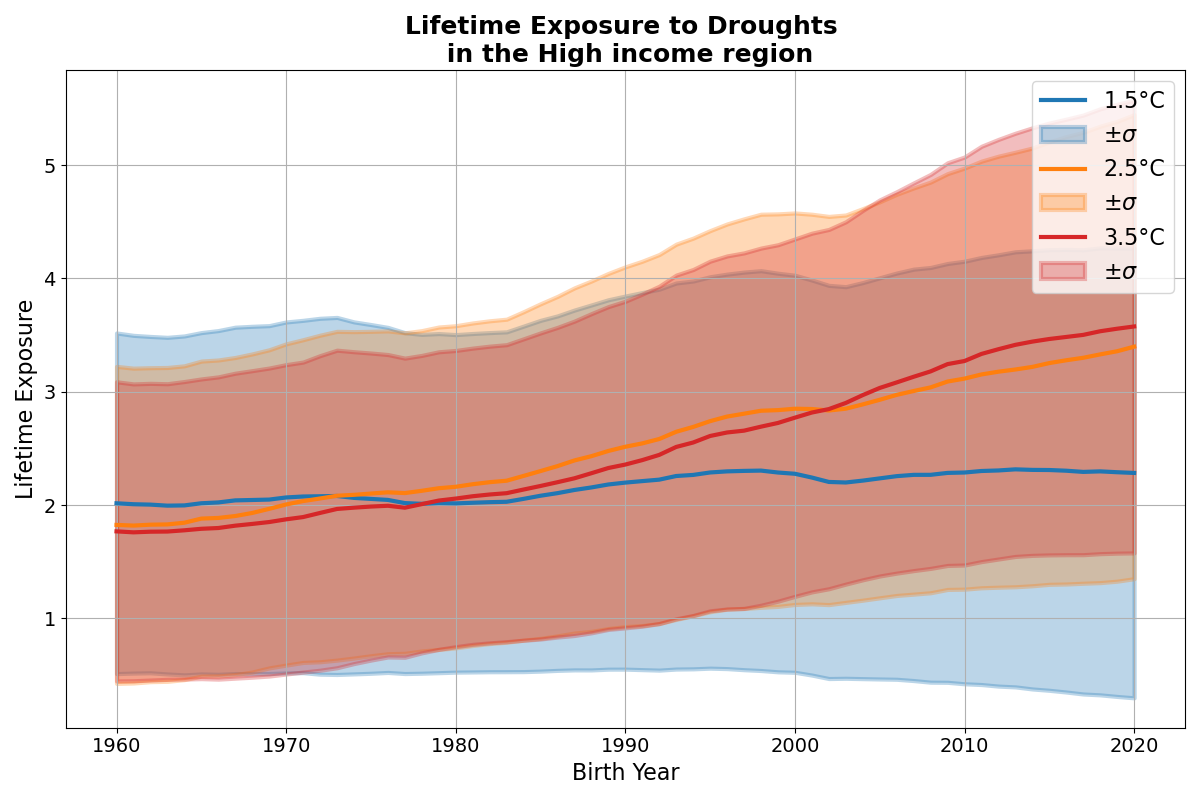 Lifetime Exposure to Droughts
in the High income region
1.5°C
±σ
2.5°C
±σ
3.5°C
±σ
5
4
3
2
1
Lifetime Exposure
1960 1970 1980 1990 2000 2010 2020
Birth Year